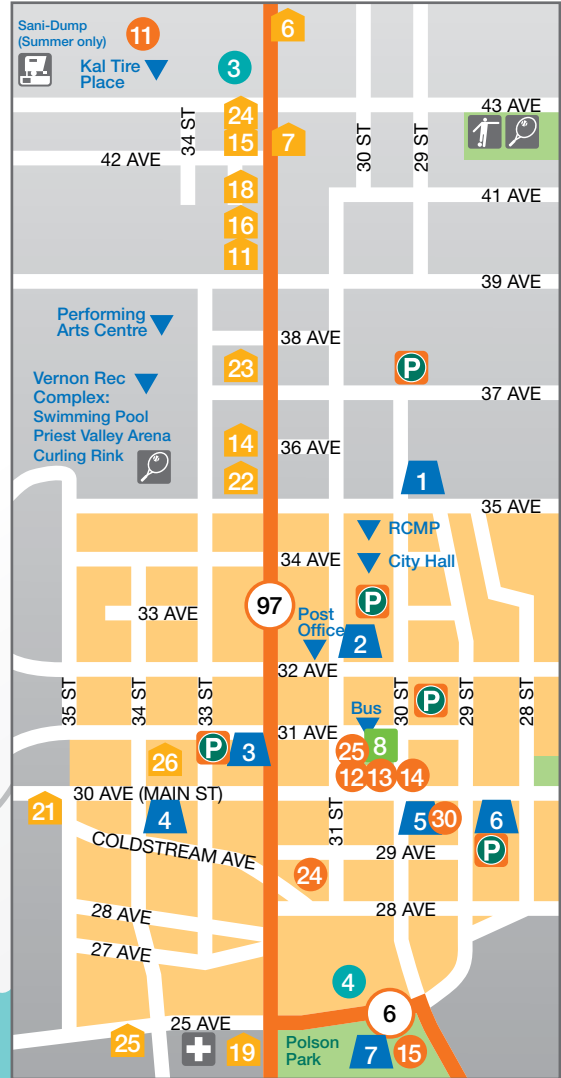 Sani-Dump
(Summer only)
11
6
Kal Tire
Place
3
43 AVE
24
34 ST
15
7
30 ST
29 ST
42 AVE
18
41 AVE
16
11
39 AVE
Performing
Arts Centre
38 AVE
23
P
37 AVE
Vernon Rec
Complex:
Swimming Pool
Priest Valley Arena
Curling Rink
14
36 AVE
22
1
35 AVE
RCMP
34 AVE
City Hall
97
P
33 AVE
Post
Office
2
32 AVE
35 ST
34 ST
33 ST
30 ST
29 ST
28 ST
P
Bus
31 AVE
P
3
25
8
26
12
13
14
30 AVE (MAIN ST)
21
4
31 ST
5
30
6
P
COLDSTREAM AVE
29 AVE
24
28 AVE
28 AVE
27 AVE
4
6
25 AVE
25
19
Polson
Park
7
15